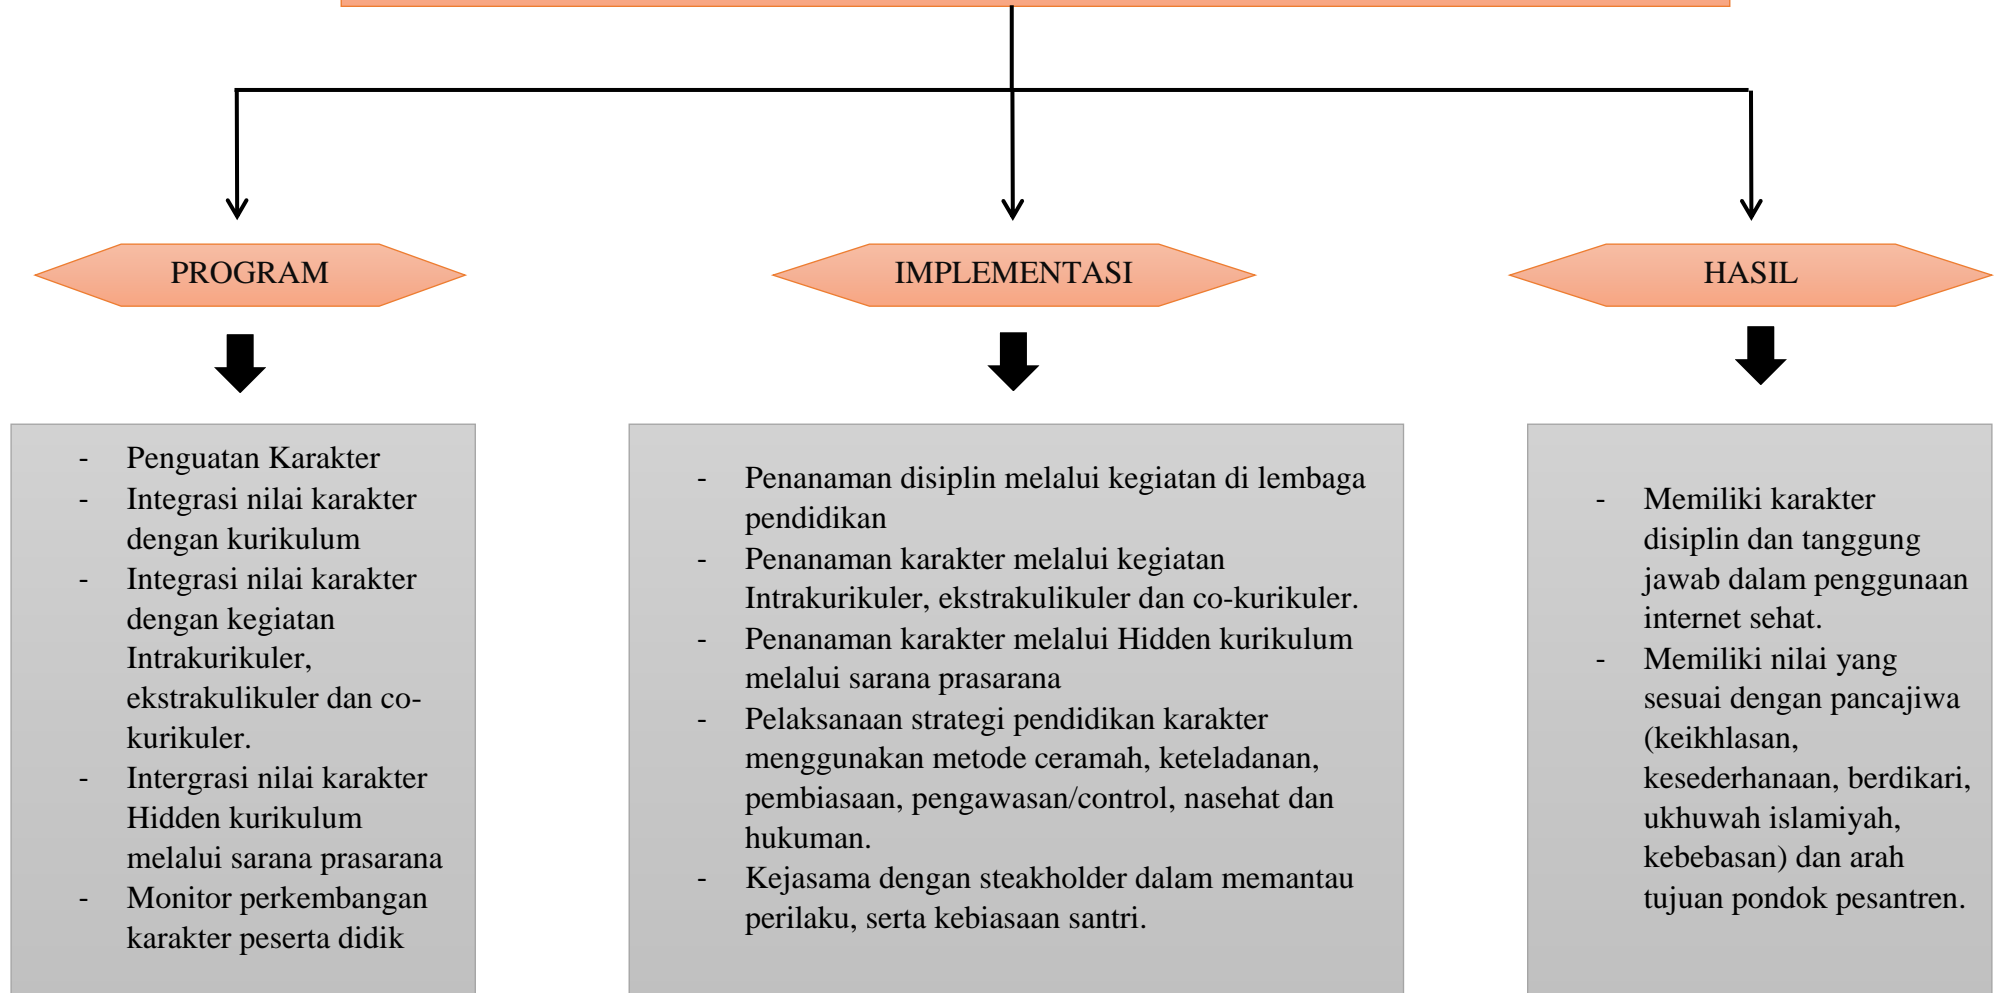 PROGRAM
IMPLEMENTASI
HASIL
- Penguatan Karakter
- Integrasi nilai karakter
dengan kurikulum
- Integrasi nilai karakter
dengan kegiatan
Intrakurikuler,
ekstrakulikuler dan co-
kurikuler.
- Intergrasi nilai karakter
Hidden kurikulum
melalui sarana prasarana
- Monitor perkembangan
karakter peserta didik
- Penanaman disiplin melalui kegiatan di lembaga
pendidikan
- Penanaman karakter melalui kegiatan
Intrakurikuler, ekstrakulikuler dan co-kurikuler.
- Penanaman karakter melalui Hidden kurikulum
melalui sarana prasarana
- Pelaksanaan strategi pendidikan karakter
menggunakan metode ceramah, keteladanan,
pembiasaan, pengawasan/control, nasehat dan
hukuman.
- Kejasama dengan steakholder dalam memantau
perilaku, serta kebiasaan santri.
- Memiliki karakter
disiplin dan tanggung
jawab dalam penggunaan
internet sehat.
- Memiliki nilai yang
sesuai dengan pancajiwa
(keikhlasan,
kesederhanaan, berdikari,
ukhuwah islamiyah,
kebebasan) dan arah
tujuan pondok pesantren.